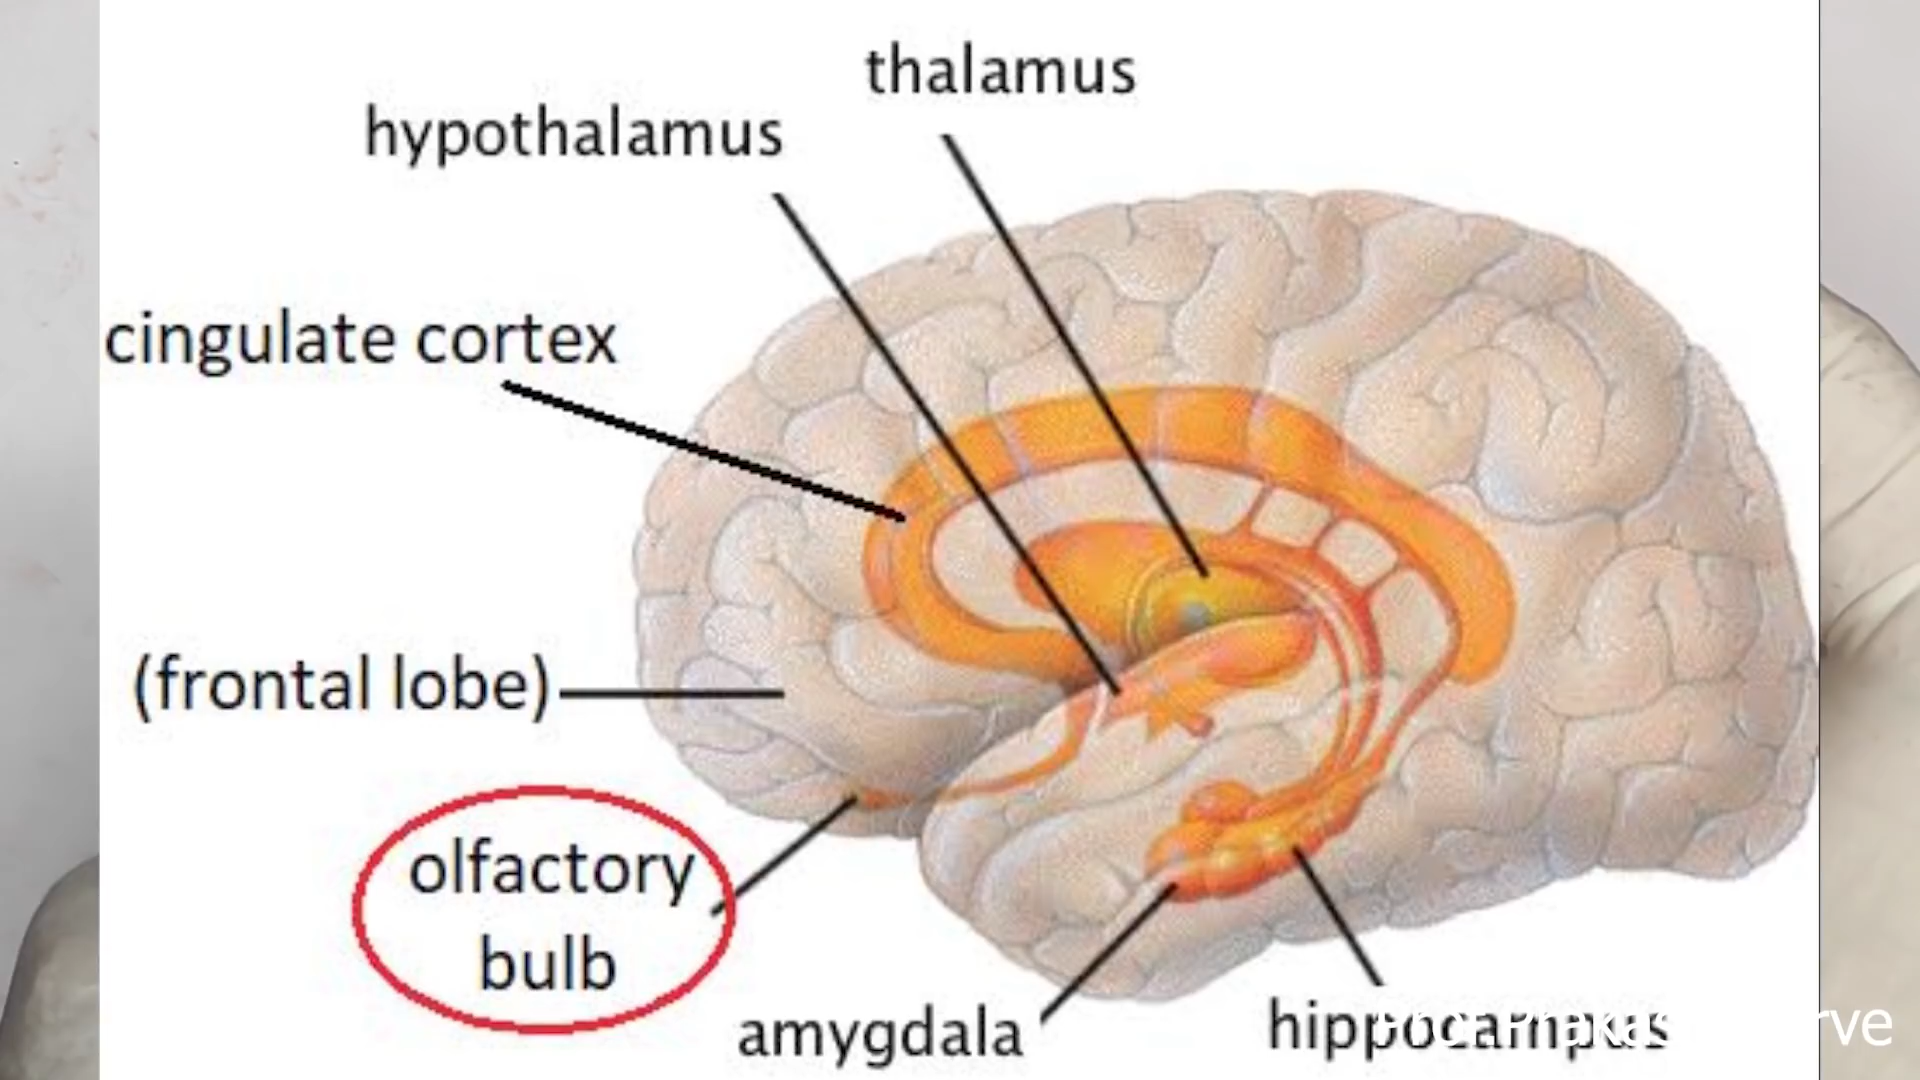 thalamus
hypothalamus
cingulate cortex
(frontal lobe)
olfactory
bulb
amygdala
hippocampus